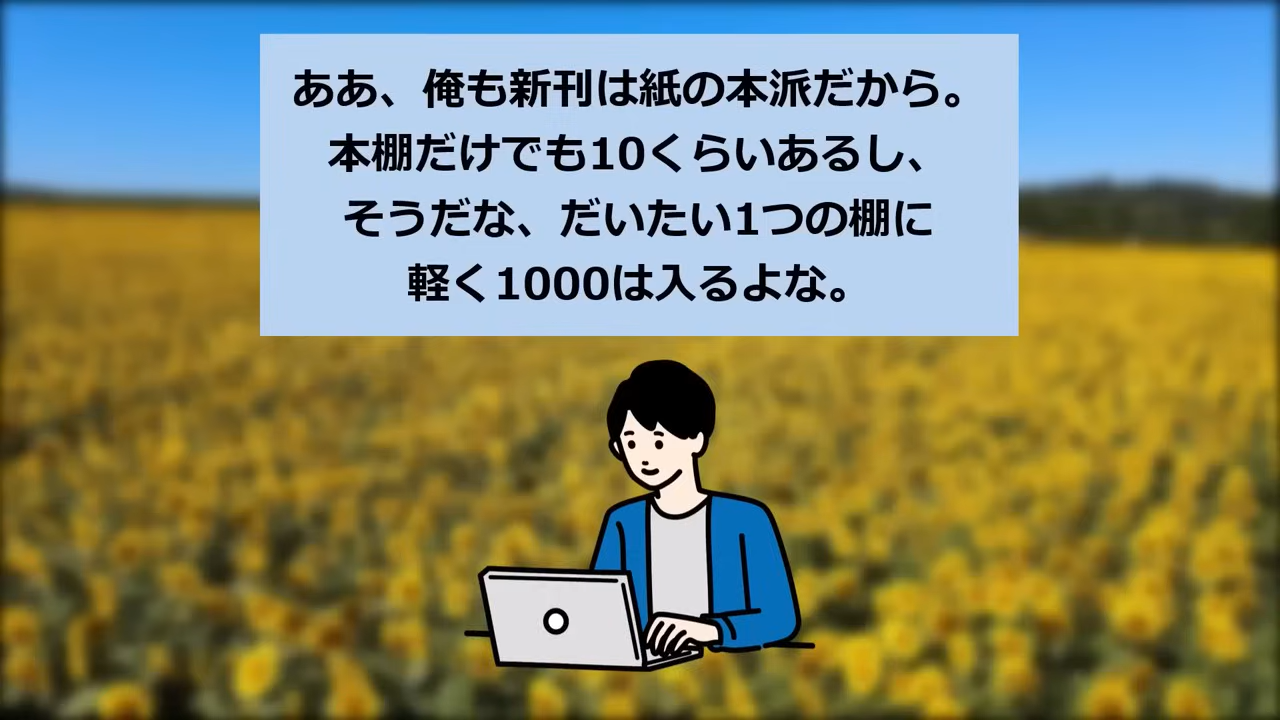 ああ、俺も新刊は紙の本派だから。
本棚だけでも10くらいあるし、
そうだな、だいたい1つの棚に
軽く1000は入るよな。